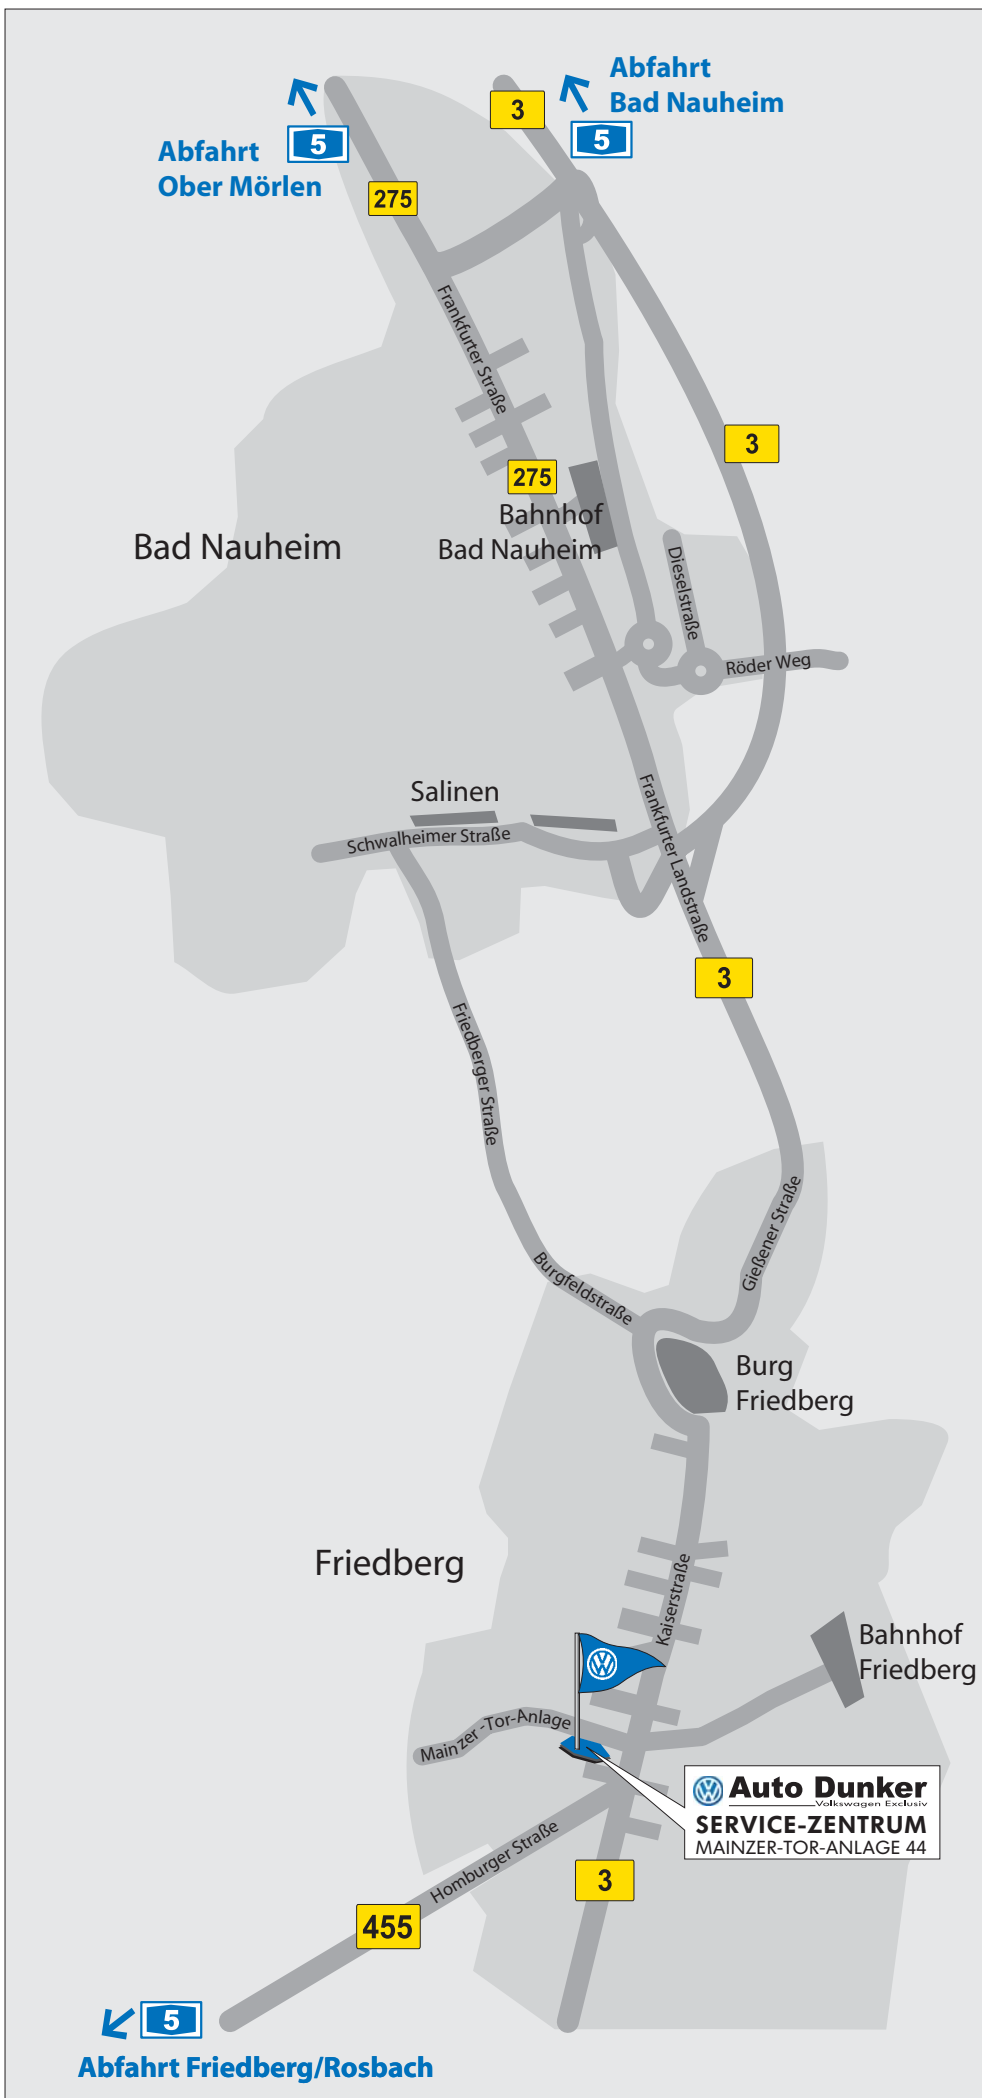 Abfahrt
Bad Nauheim
3
5
Abfahrt
Ober Mörlen
5
275
Frankfurter Straße
3
275
Bahnhof
Bad Nauheim
Bad Nauheim
Dieselstraße
Röder Weg
Salinen
Schwalheimer Straße
Frankfurter Landstraße
3
Friedberger Straße
Gießener Straße
Burgfeldstraße
Burg
Friedberg
Friedberg
Kaiserstraße
Bahnhof
Friedberg
Mainzer-Tor-Anlage
Auto Dunker
Volkswagen Exclusiv
SERVICE-ZENTRUM
MAINZER-TOR-ANLAGE 44
Homburger Straße
3
455
5
Abfahrt Friedberg/Rosbach